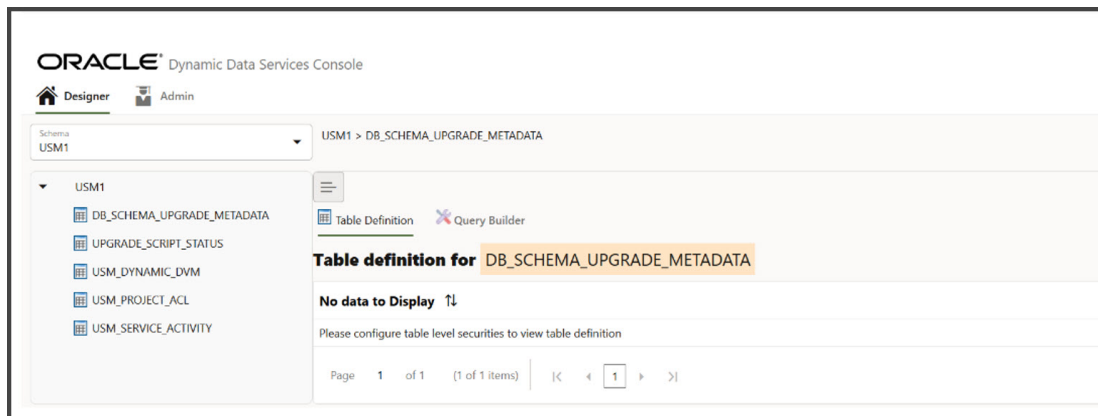 ORACLE® Dynamic Data Services Console
Designer Admin
Schema
USM1
USM1 > DB_SCHEMA_UPGRADE_METADATA
USM1
DB_SCHEMA_UPGRADE_METADATA
UPGRADE_SCRIPT_STATUS
USM_DYNAMIC_DVM
USM_PROJECT_ACL
USM_SERVICE_ACTIVITY
Table Definition Query Builder
Table definition for DB_SCHEMA_UPGRADE_METADATA
No data to Display
Please configure table level securities to view table definition
Page 1 of 1 (1 of 1 items) 1